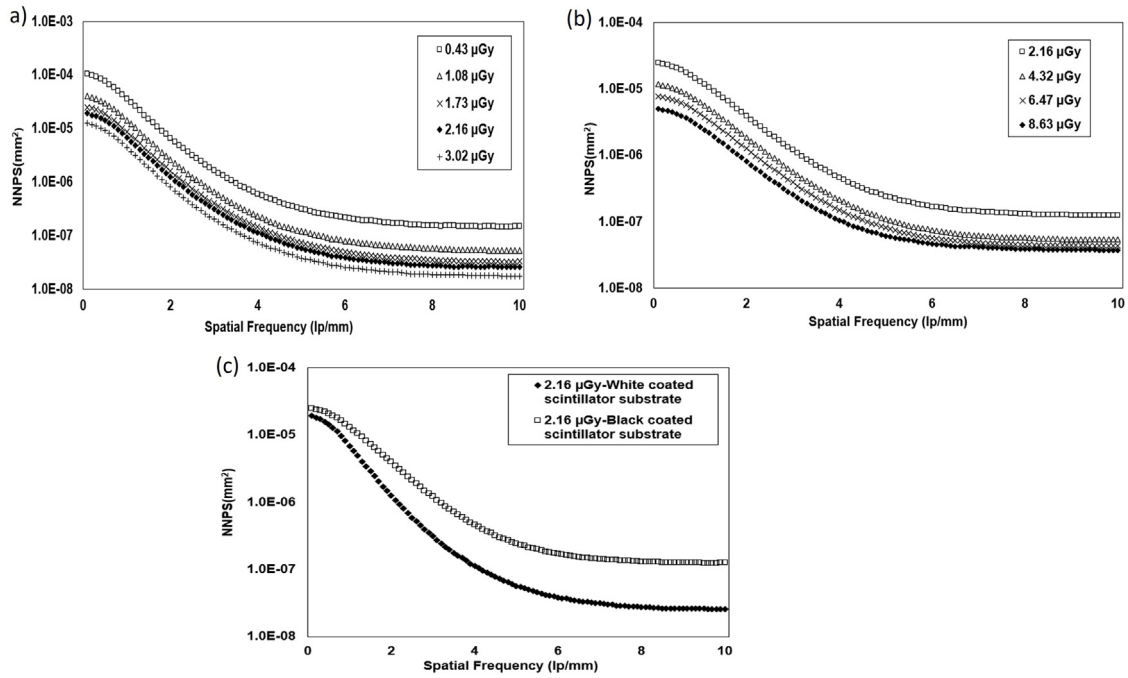 a)
1.0E-03
1.0E-04
1.0E-05
1.0E-06
1.0E-07
1.0E-08
NNPS(mm²)
0 2 4 6 8 10
Spatial Frequency (lp/mm)
0.43 µGy
1.08 µGy
1.73 µGy
2.16 µGy
3.02 µGy
(b)
1.0E-04
1.0E-05
1.0E-06
1.0E-07
1.0E-08
NNPS(mm²)
0 2 4 6 8 10
Spatial Frequency (lp/mm)
2.16 µGy
4.32 µGy
6.47 µGy
8.63 µGy
(c)
1.0E-04
1.0E-05
1.0E-06
1.0E-07
1.0E-08
NNPS(mm²)
0 2 4 6 8 10
Spatial Frequency (lp/mm)
2.16 µGy-White coated
scintillator substrate
2.16 µGy-Black coated
scintillator substrate